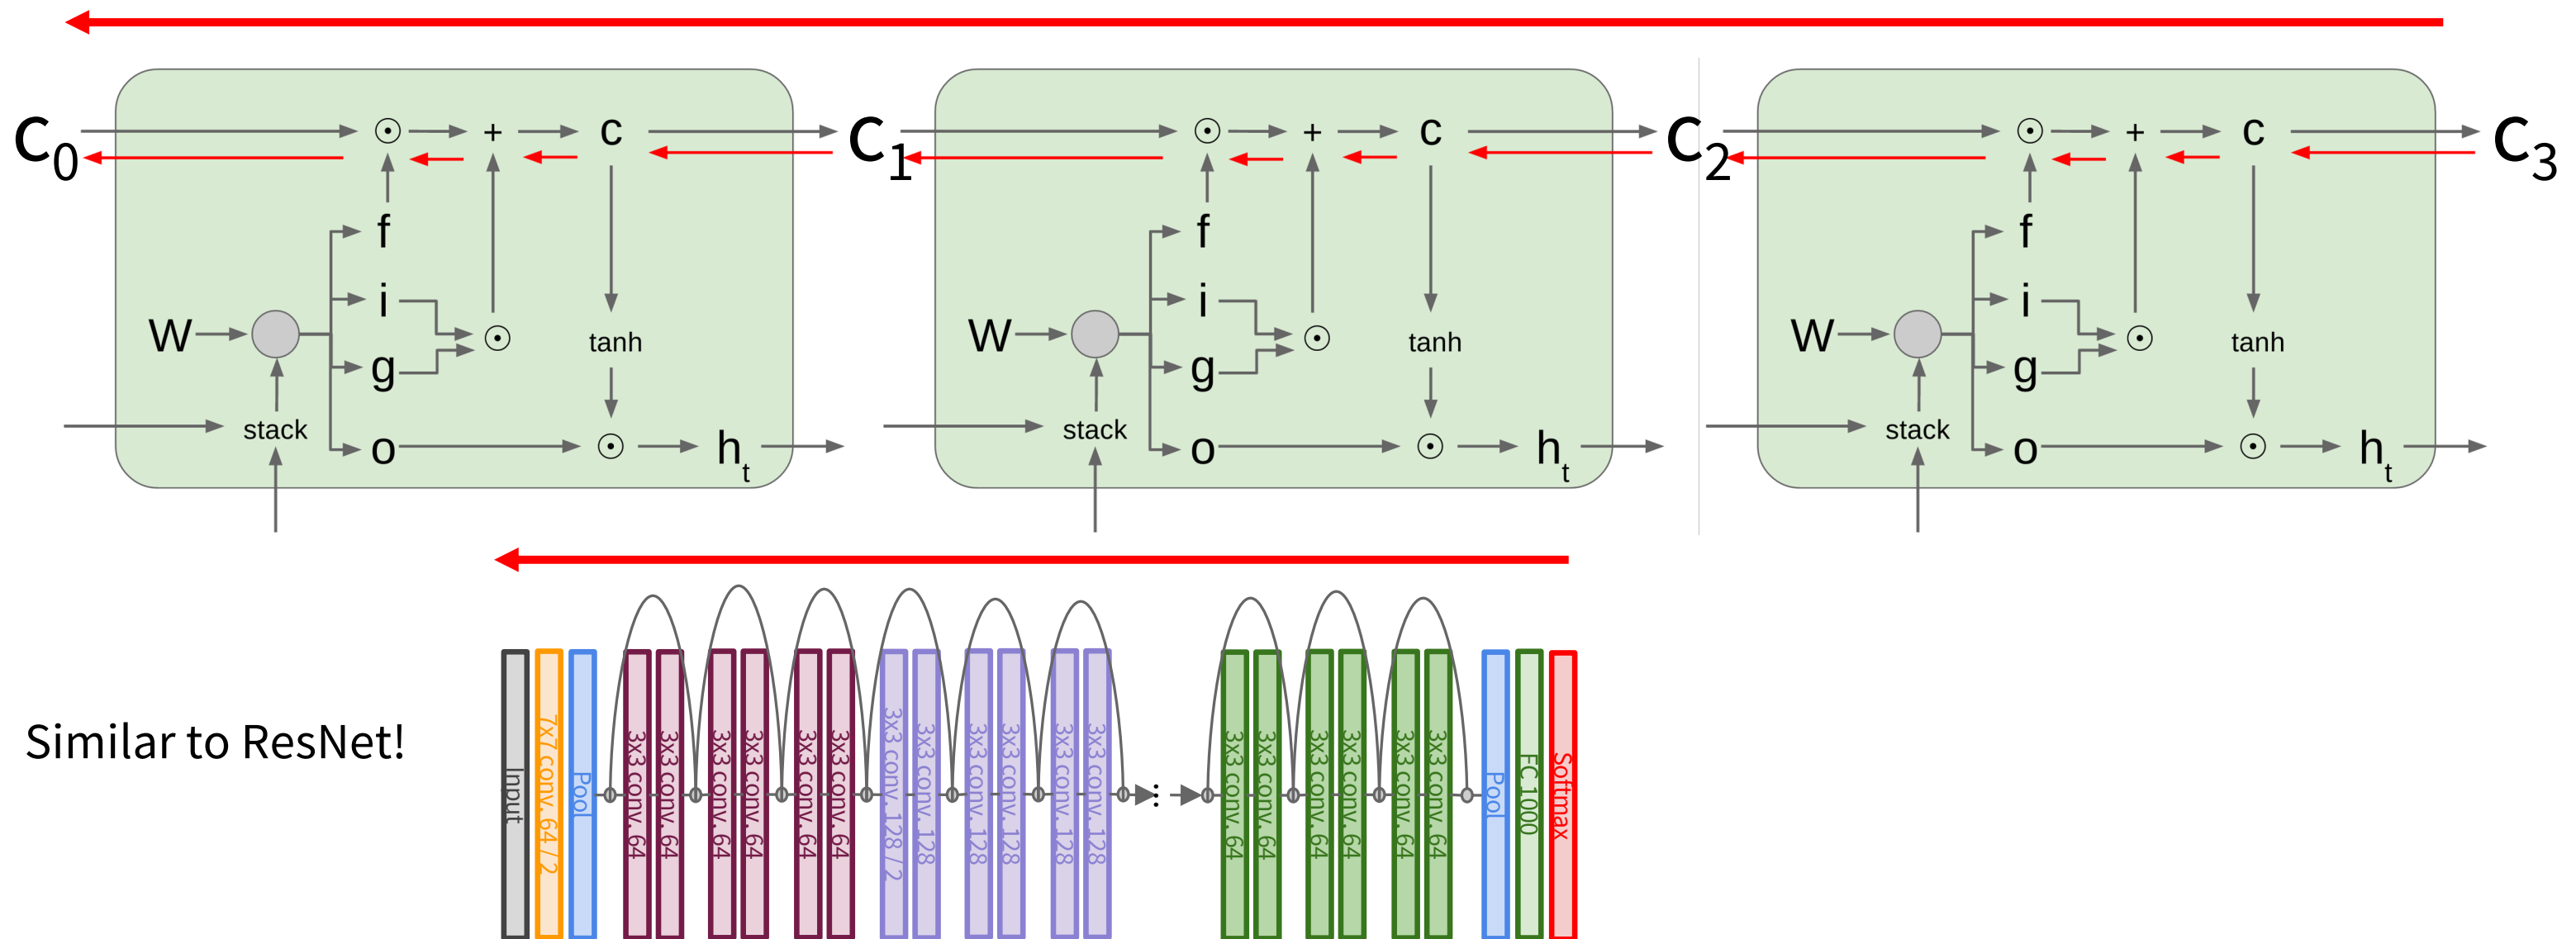 C0 ⊙ + c C1 ⊙ + c C2 ⊙ + c C3
f f f
i i i
W ⊙ tanh W ⊙ tanh W ⊙ tanh
g g g
stack stack stack
o ⊙ ht o ⊙ ht o ⊙ ht
Similar to ResNet!
Input
7x7 conv. 64 / 2
Pool
3x3 conv. 64
3x3 conv. 64
3x3 conv. 64
3x3 conv. 64
3x3 conv. 64
3x3 conv. 64
3x3 conv. 128 / 2
3x3 conv. 128
3x3 conv. 128
3x3 conv. 128
3x3 conv. 128
3x3 conv. 128
...
3x3 conv. 64
3x3 conv. 64
3x3 conv. 64
3x3 conv. 64
3x3 conv. 64
3x3 conv. 64
Pool
FC 1000
Softmax